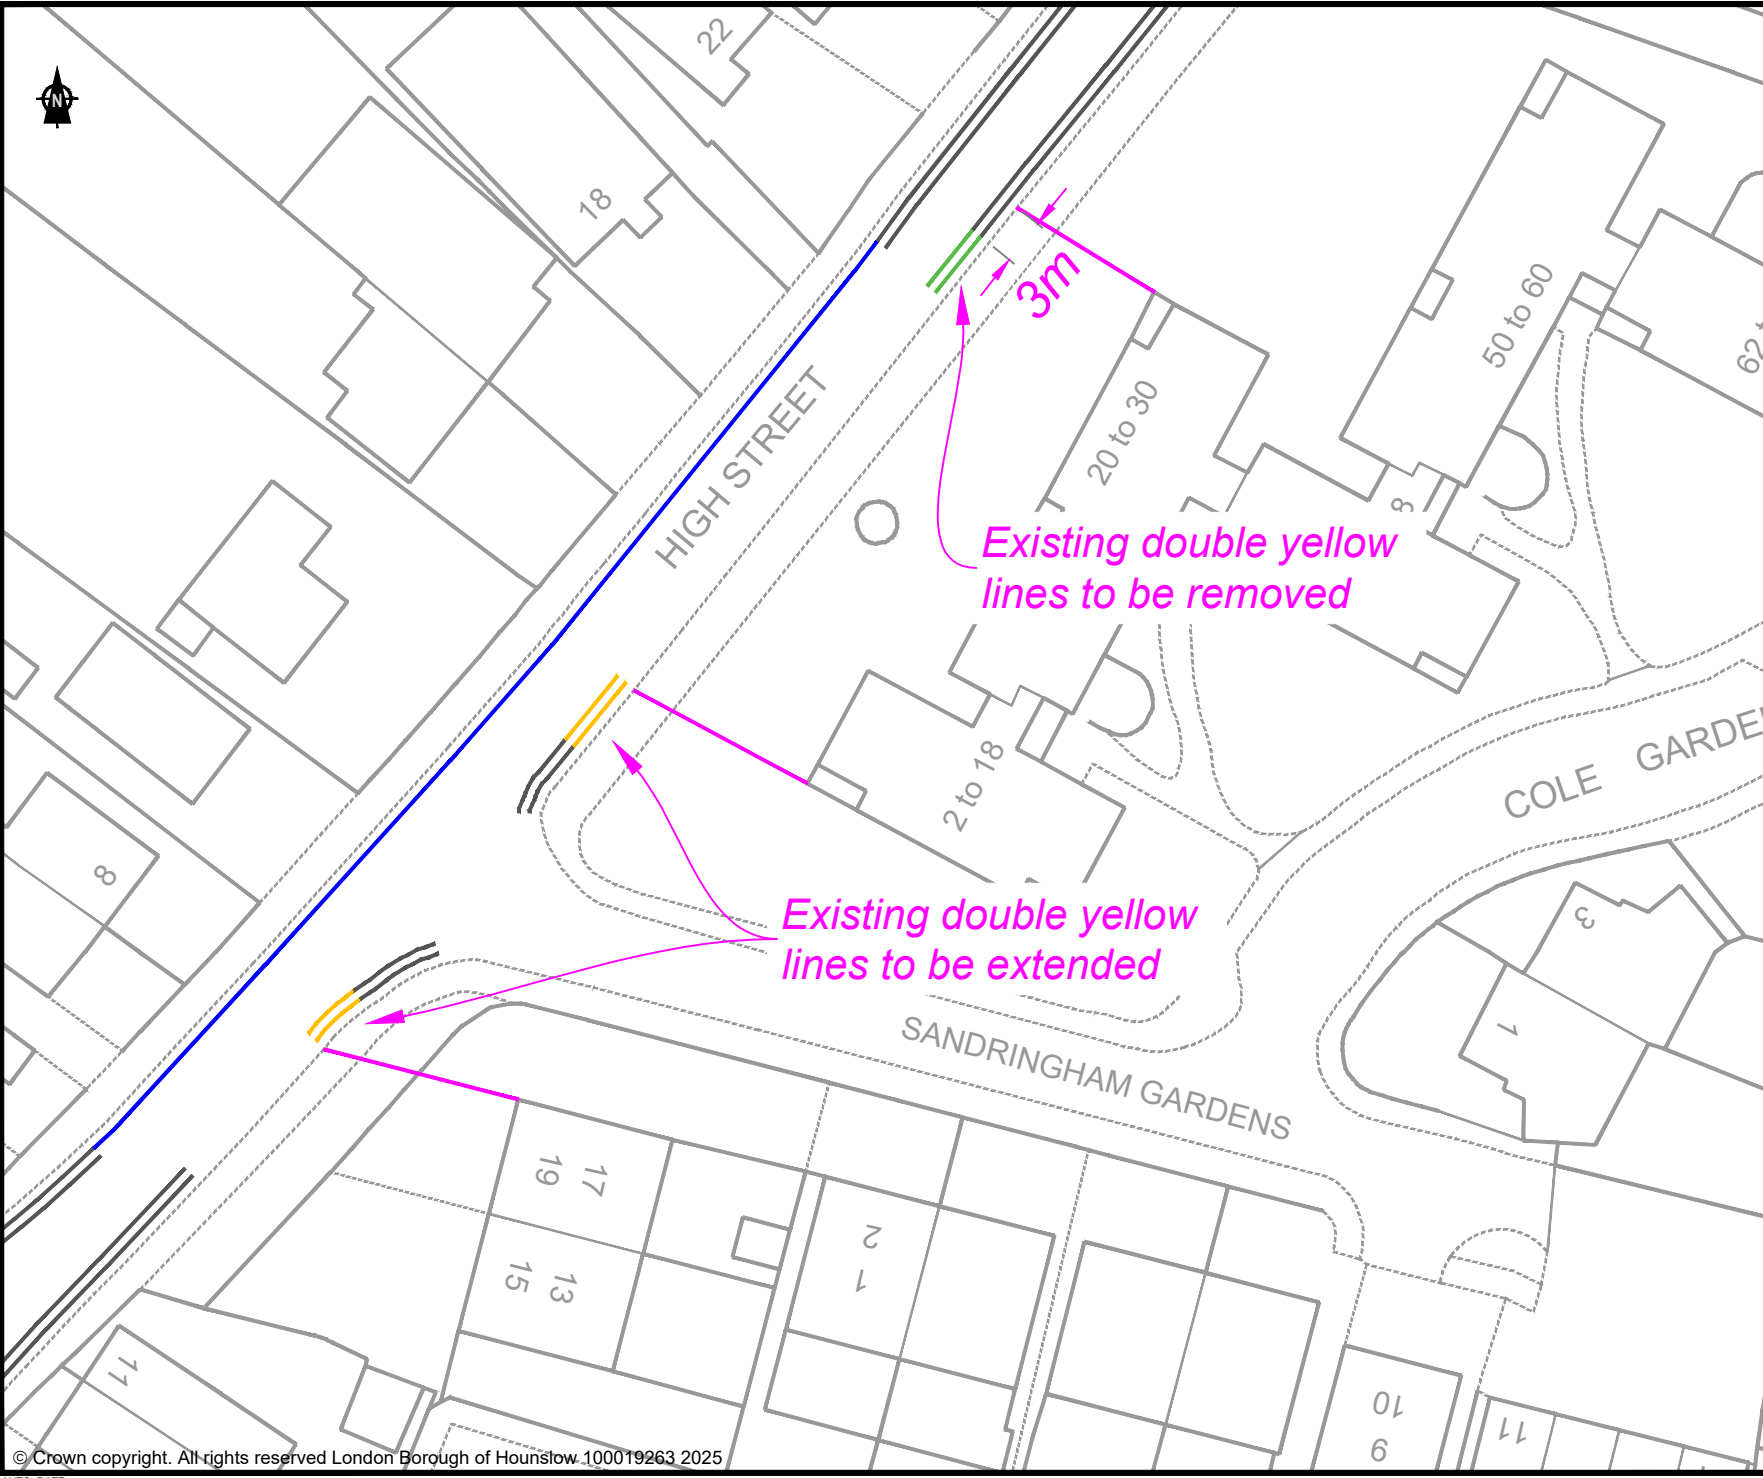 22
N
18
3m
50 to 60
62
HIGH STREET
20 to 30
8
Existing double yellow
lines to be removed
COLE GARDE
2 to 18
8
Existing double yellow
lines to be extended
3
1
SANDRINGHAM GARDENS
17
19
13
15
2
1
11
10
9
11
© Crown copyright. All rights reserved London Borough of Hounslow 100019263 2025